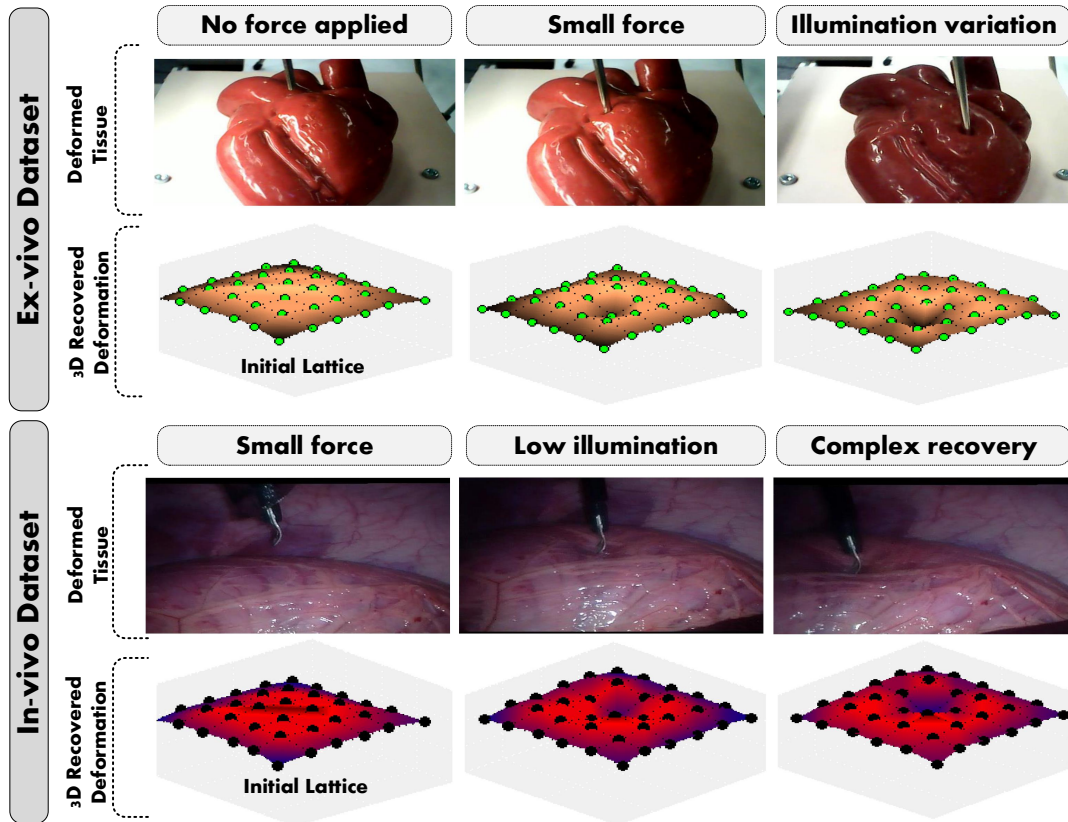 Ex-vivo Dataset
No force applied
Small force
Illumination variation
Deformed
Tissue
3D Recovered
Deformation
Initial Lattice
In-vivo Dataset
Small force
Low illumination
Complex recovery
Deformed
Tissue
3D Recovered
Deformation
Initial Lattice